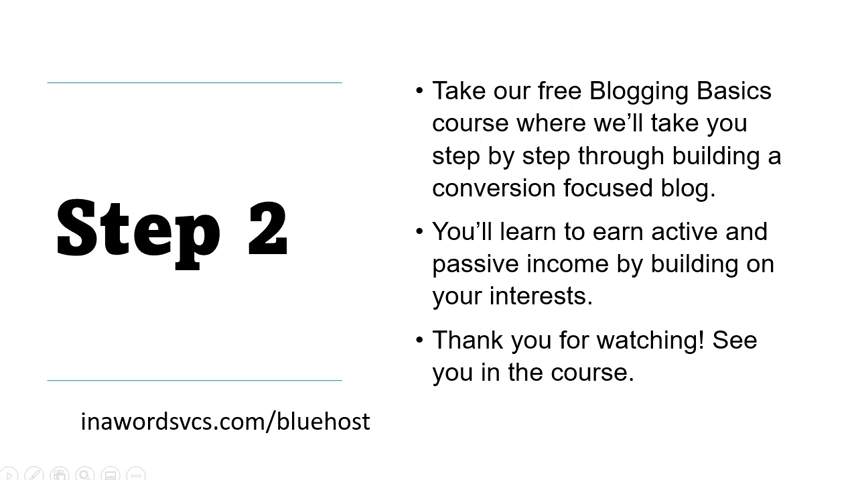 Step 2
inawordsvcs.com/bluehost
• Take our free Blogging Basics
course where we’ll take you
step by step through building a
conversion focused blog.
• You’ll learn to earn active and
passive income by building on
your interests.
• Thank you for watching! See
you in the course.